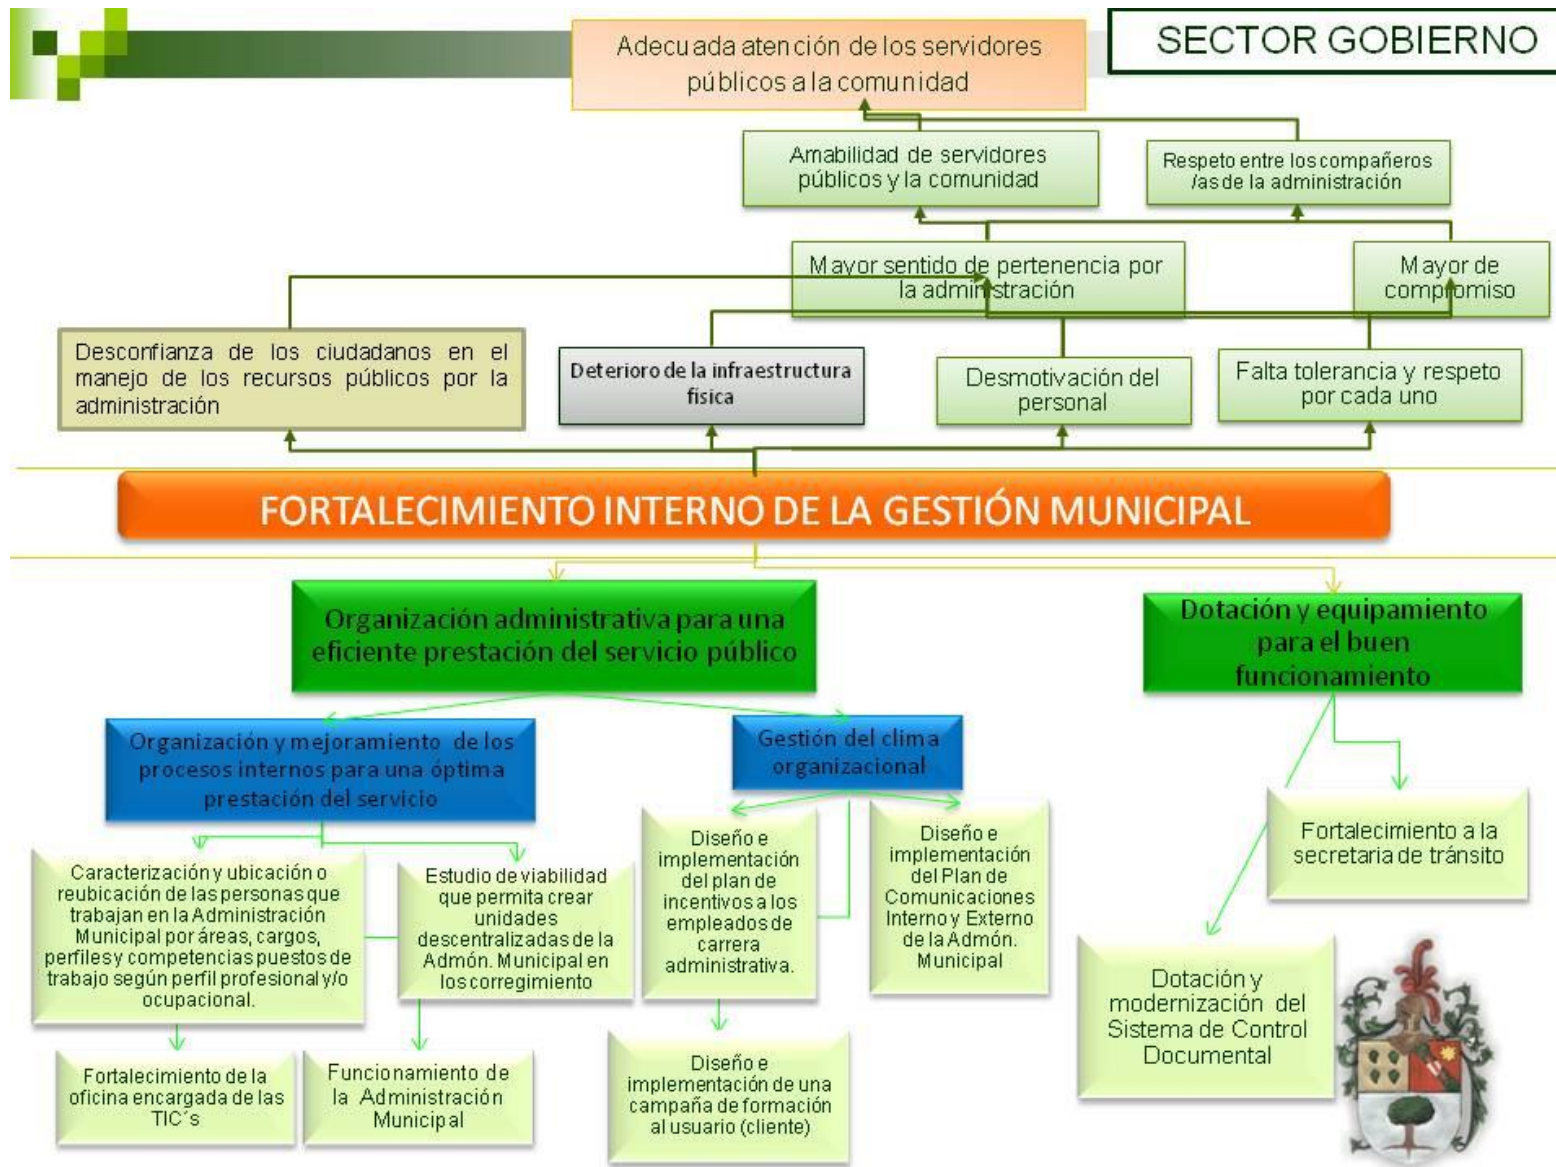 SECTOR GOBIERNO
Adecuada atención de los servidores
públicos a la comunidad
Amabilidad de servidores
públicos y la comunidad
Respeto entre los compañeros
/as de la administración
Mayor sentido de pertenencia por
la administración
Mayor de
compromiso
Desconfianza de los ciudadanos en el
manejo de los recursos públicos por la
administración
Deterioro de la infraestructura
física
Desmotivación del
personal
Falta tolerancia y respeto
por cada uno
FORTALECIMIENTO INTERNO DE LA GESTIÓN MUNICIPAL
Organización administrativa para una
eficiente prestación del servicio público
Dotación y equipamiento
para el buen
funcionamiento
Organización y mejoramiento de los
procesos internos para una óptima
prestación del servicio
Gestión del clima
organizacional
Caracterización y ubicación o
reubicación de las personas que
trabajan en la Administración
Municipal por áreas, cargos,
perfiles y competencias puestos de
trabajo según perfil profesional y/o
ocupacional.
Estudio de viabilidad
que permita crear
unidades
descentralizadas de la
Admón. Municipal en
los corregimiento
Diseño e
implementación
del plan de
incentivos a los
empleados de
carrera
administrativa.
Diseño e
implementación
del Plan de
Comunicaciones
Interno y Externo
de la Admón.
Municipal
Fortalecimiento a la
secretaria de tránsito
Dotación y
modernización del
Sistema de Control
Documental
Fortalecimiento de la
oficina encargada de las
TIC´s
Funcionamiento de
la Administración
Municipal
Diseño e
implementación de una
campaña de formación
al usuario (cliente)